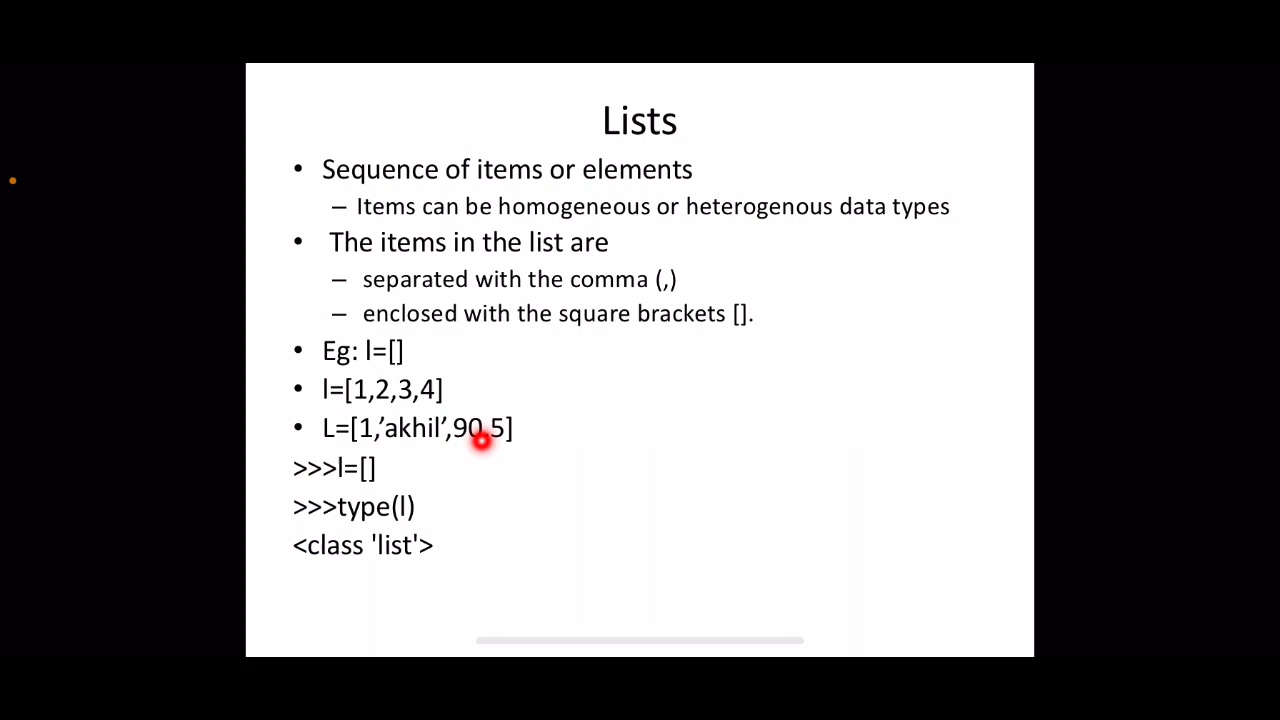 Lists
• Sequence of items or elements
– Items can be homogeneous or heterogenous data types
• The items in the list are
– separated with the comma (,)
– enclosed with the square brackets [].
• Eg: l=[]
• l=[1,2,3,4]
• L=[1,’akhil’,90.5]
>>>l=[]
>>>type(l)
<class 'list'>